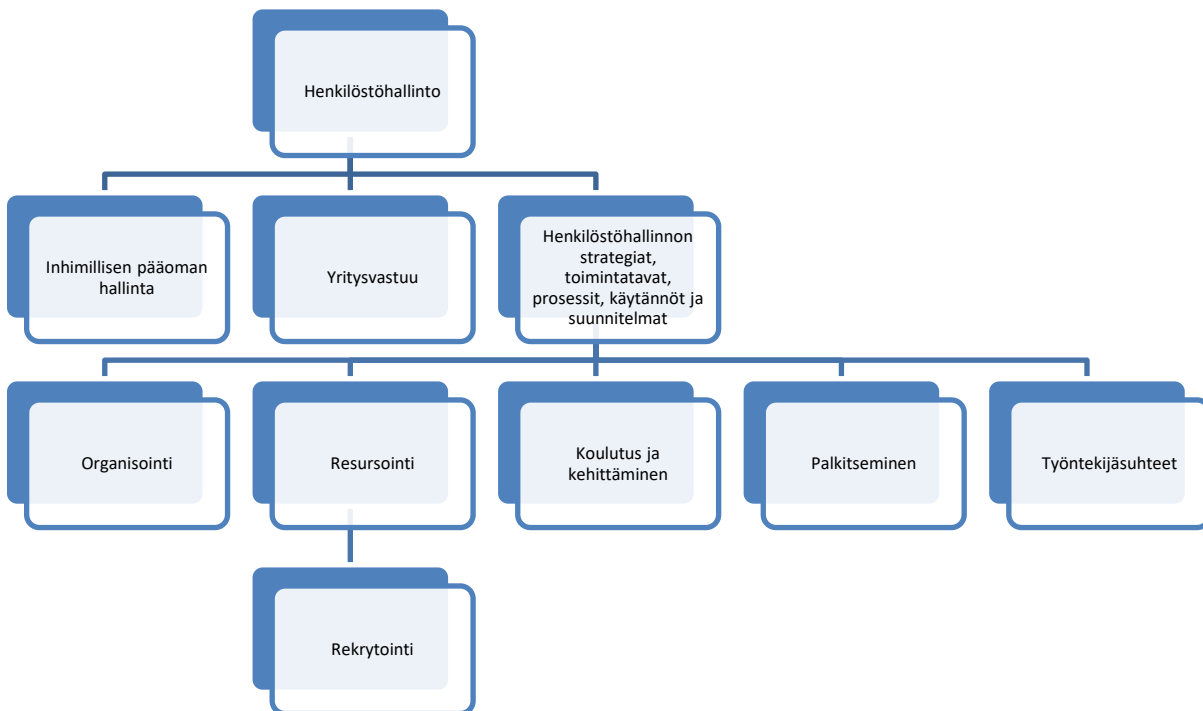 Henkilöstöhallinto
Inhimillisen pääoman
hallinta
Yritysvastuu
Henkilöstöhallinnon
strategiat,
toimintatavat,
prosessit, käytännöt ja
suunnitelmat
Organisointi
Resursointi
Koulutus ja
kehittäminen
Palkitseminen
Työntekijäsuhteet
Rekrytointi